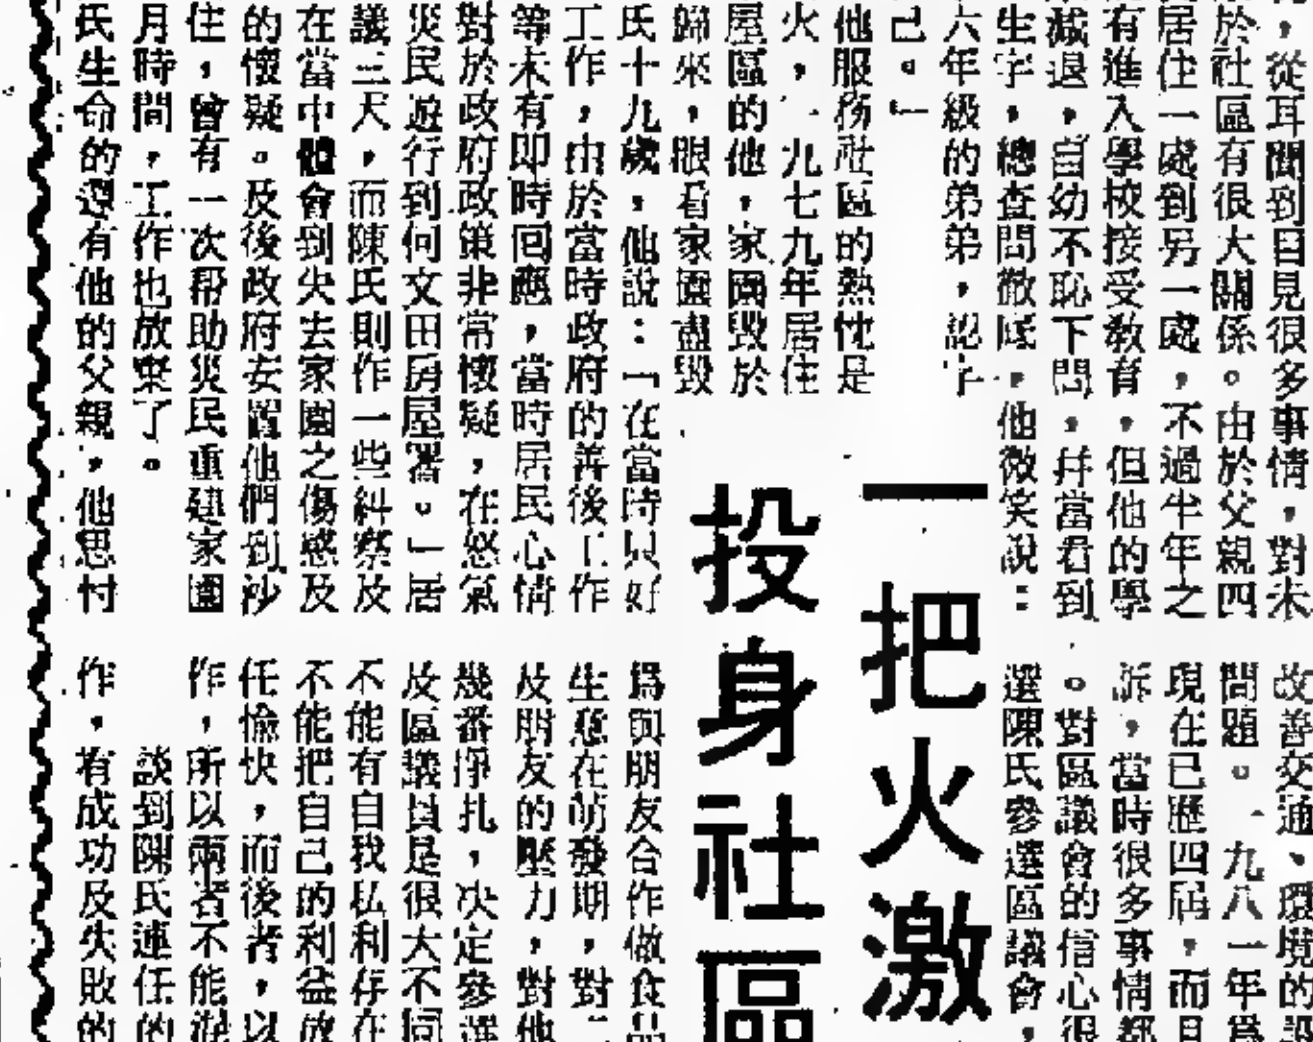 ，從耳聞到目見很多事情，對未
於社區有很大關係。由於父親四
居住一處到另一處，不過半年之
有進入學校接受教育，但他的學
減退，自幼不恥下問，幷當看到
生字，總查問徹底，他微笑說：
六年級的弟弟，認字
己。」
一把火激
投身社區
他服務社區的熱忱是
火，一九七九年居住
屋區的他，家園毀於
歸來，眼看家園盡毀
氏十九歲，他說：「在當時只好
工作，由於當時政府的善後工作
等未有即時回應，當時居民心情
對於政府政策非常懷疑，在怒氣
災民遊行到何文田房屋署。」居
議三天，而陳氏則作一些糾察及
在當中體會到失去家園之傷感及
的懷疑。及後政府安置他們到沙
住，曾有一次帮助災民重建家園
月時間，工作也放棄了。
氏生命的還有他的父親，他思忖
改善交通、環境的設
問題。一九八一年爲
現在已歷四屆，而且
訴，當時很多事情都
。對區議會的信心很
選陳氏參選區議會，
爲與朋友合作做食品
生意在萌發期，對一
及朋友的壓力，對他
幾番掙扎，决定參選
及區議員是很大不同
不能有自我私利存在
不能把自己的利益放
任愉快，而後者，以
作，所以兩者不能混
談到陳氏連任的
作，有成功及失敗的